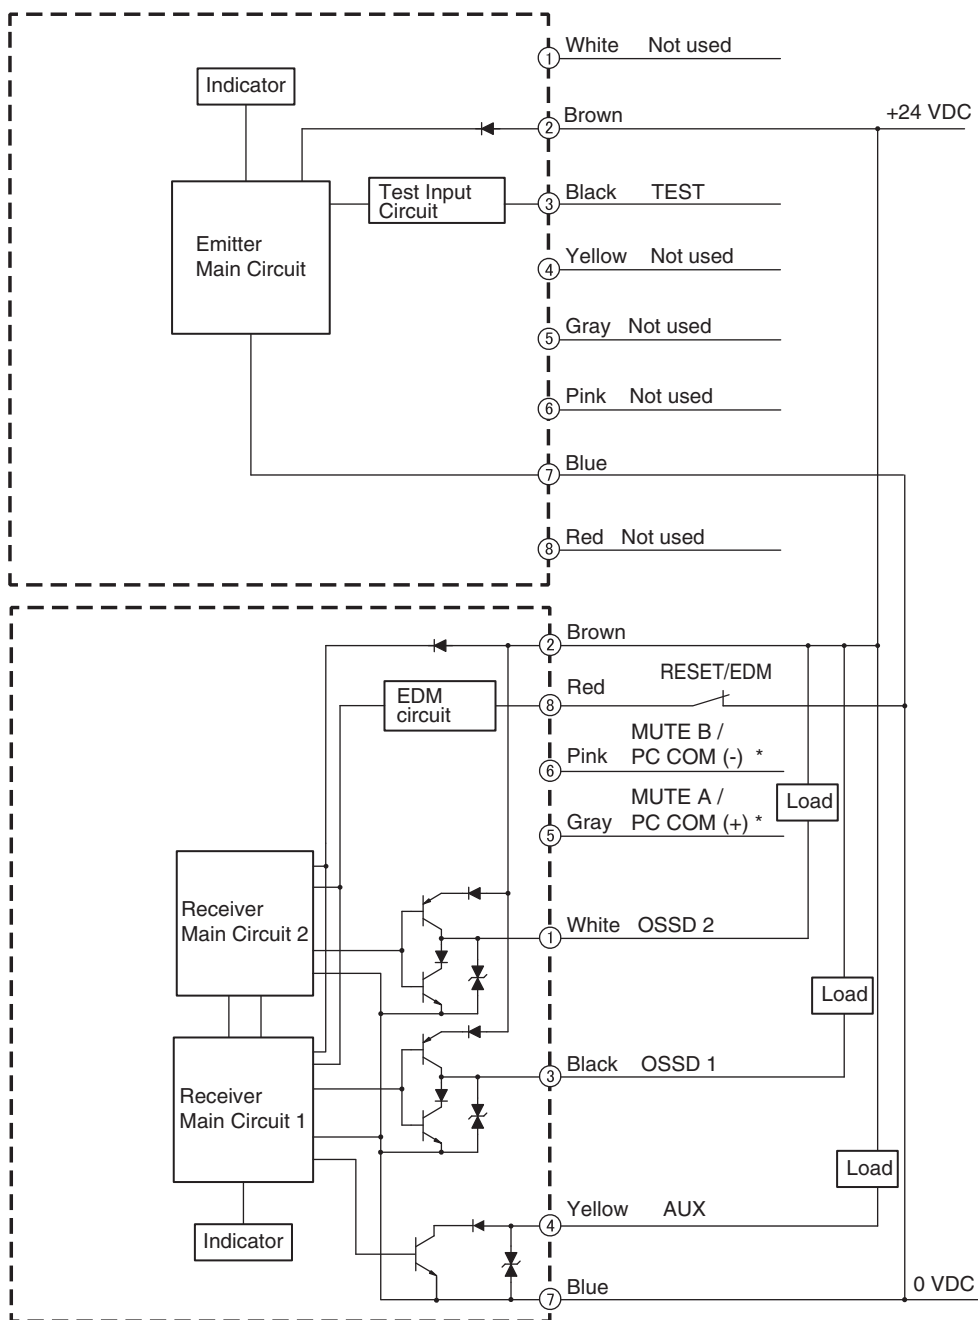 ① White Not used
Indicator
② Brown +24 VDC
Test Input
Circuit
③ Black TEST
Emitter
Main Circuit
④ Yellow Not used
⑤ Gray Not used
⑥ Pink Not used
⑦ Blue
⑧ Red Not used
② Brown
RESET/EDM
EDM
circuit
⑧ Red
MUTE B /
⑥ Pink PC COM (-) *
Load
MUTE A /
⑤ Gray PC COM (+) *
Receiver
Main Circuit 2
① White OSSD 2
Load
③ Black OSSD 1
Receiver
Main Circuit 1
Load
④ Yellow AUX
Indicator
⑦ Blue 0 VDC